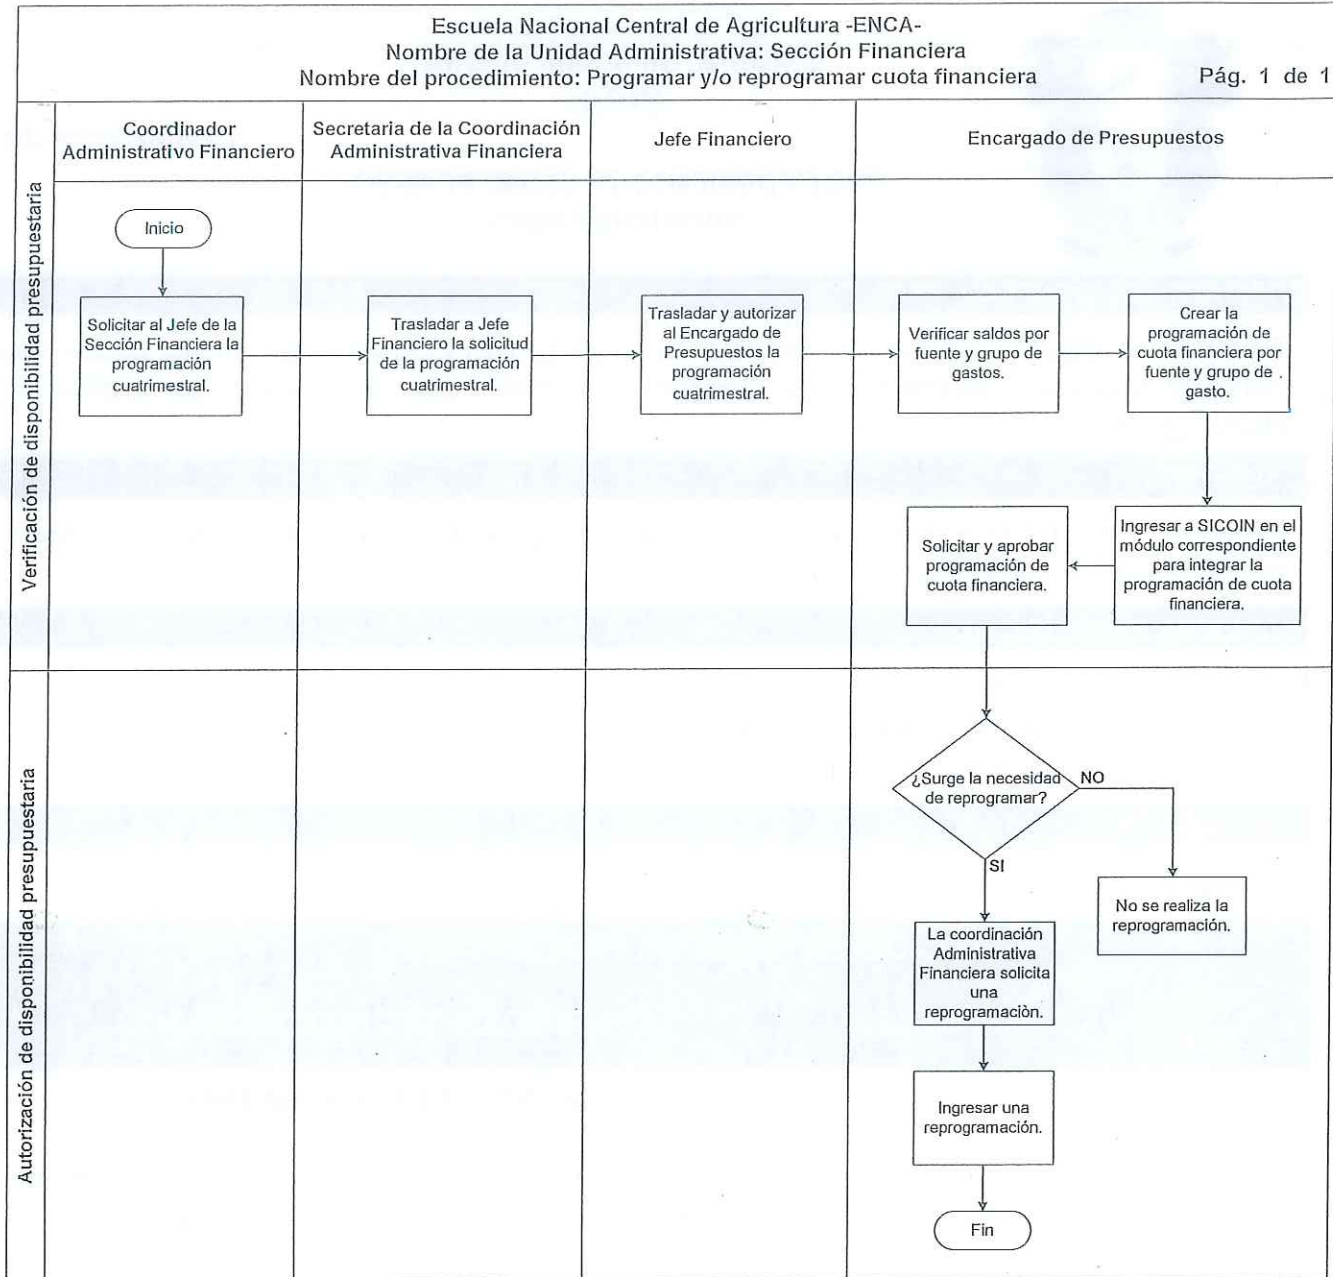 Escuela Nacional Central de Agricultura -ENCA-
Nombre de la Unidad Administrativa: Sección Financiera
Nombre del procedimiento: Programar y/o reprogramar cuota financiera
Pág. 1 de 1
Coordinador
Administrativo Financiero
Secretaria de la Coordinación
Administrativa Financiera
Jefe Financiero
Encargado de Presupuestos
Verificación de disponibilidad presupuestaria
Inicio
Solicitar al Jefe de la
Sección Financiera la
programación
cuatrimestral.
Trasladar a Jefe
Financiero la solicitud
de la programación
cuatrimestral.
Trasladar y autorizar
al Encargado de
Presupuestos la
programación
cuatrimestral.
Verificar saldos por
fuente y grupo de
gastos.
Crear la
programación de
cuota financiera por
fuente y grupo de
gasto.
Ingresar a SICOIN en el
módulo correspondiente
para integrar la
programación de cuota
financiera.
Solicitar y aprobar
programación de
cuota financiera.
Autorización de disponibilidad presupuestaria
¿Surge la necesidad
de reprogramar?
NO
SI
No se realiza la
reprogramación.
La coordinación
Administrativa
Financiera solicita
una
reprogramaciòn.
Ingresar una
reprogramación.
Fin